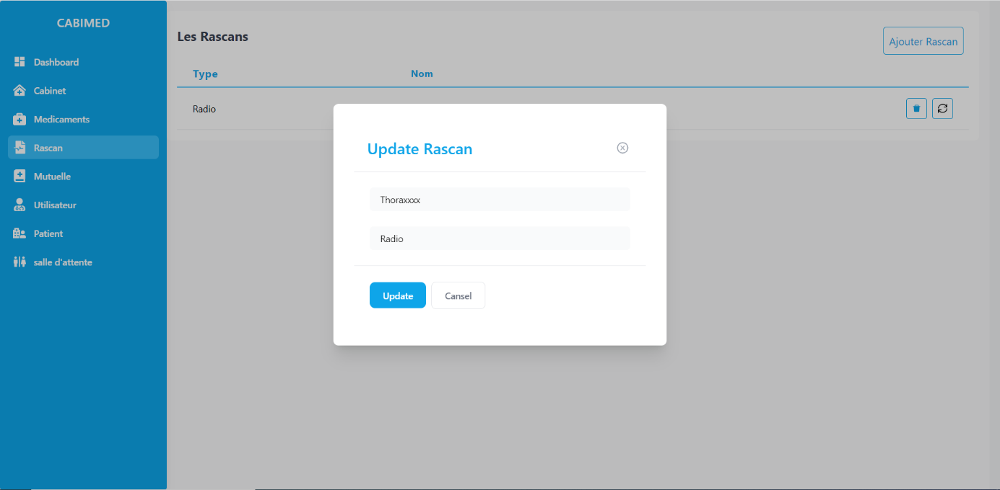 CABIMED
Dashboard
Cabinet
Medicaments
Rascan
Mutuelle
Utilisateur
Patient
salle d'attente
Les Rascans
Ajouter Rascan
Type Nom
Radio
Update Rascan
Thoraxxxx
Radio
Update Cansel